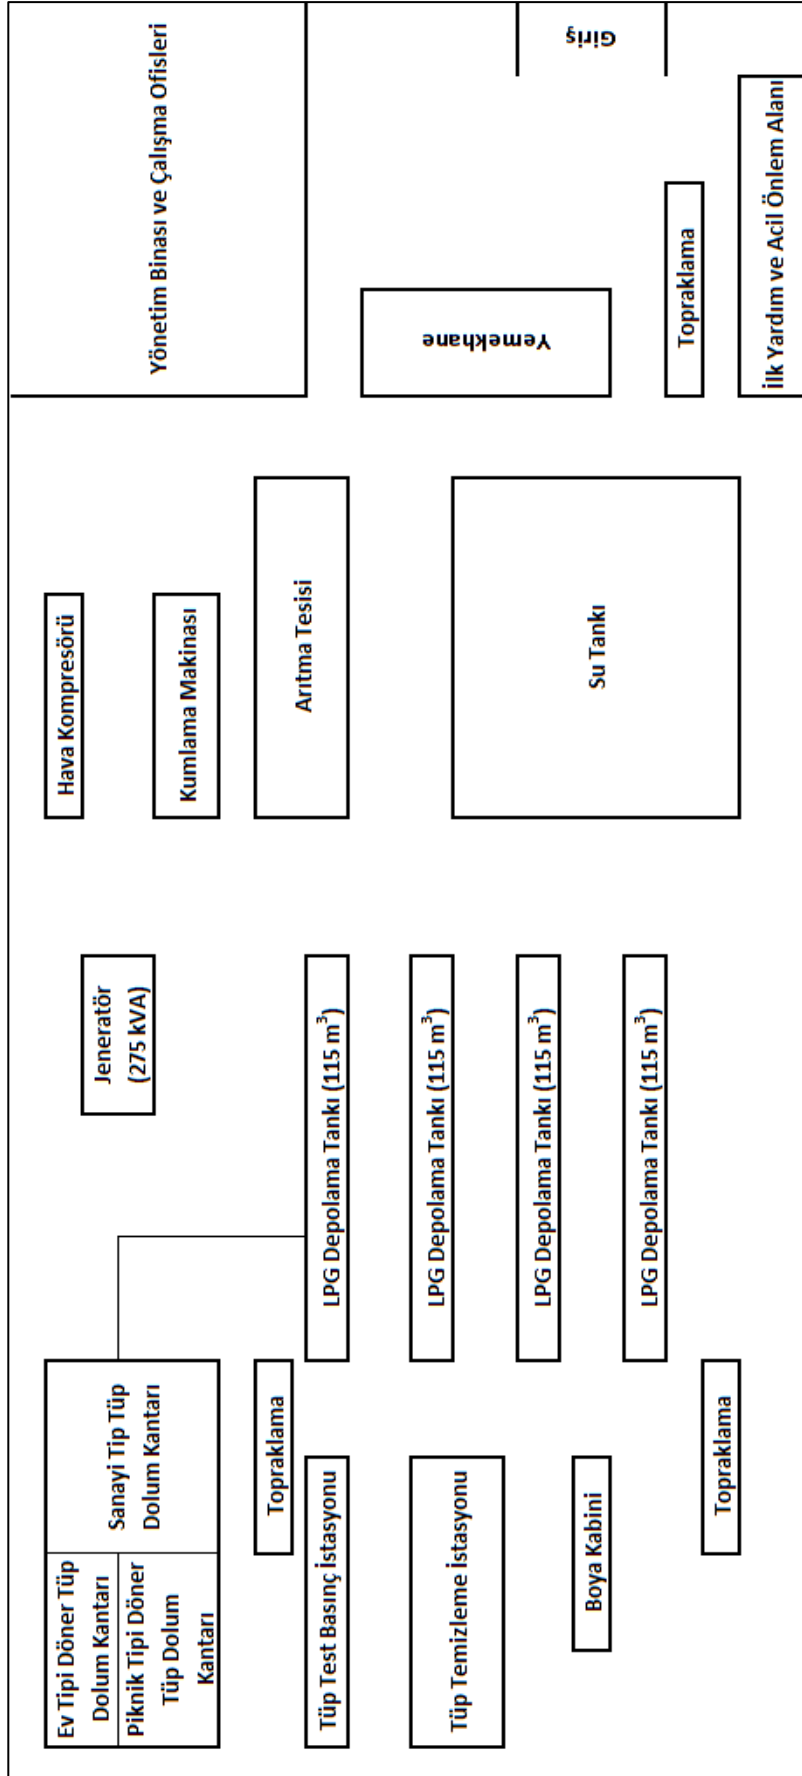 Ev Tipi Döner Tüp
Dolum Kantarı
Piknik Tipi Döner
Tüp Dolum
Kantarı
Sanayi Tip Tüp
Dolum Kantarı
Jeneratör
(275 kVA)
Hava Kompresörü
Kumlama Makinası
Yönetim Binası ve Çalışma Ofisleri
Topraklama
Tüp Test Basınç İstasyonu
LPG Depolama Tankı (115 m³)
Arıtma Tesisi
Tüp Temizleme İstasyonu
LPG Depolama Tankı (115 m³)
Yemekhane
Boya Kabini
LPG Depolama Tankı (115 m³)
Su Tankı
Giriş
LPG Depolama Tankı (115 m³)
Topraklama
Topraklama
İlk Yardım ve Acil Önlem Alanı